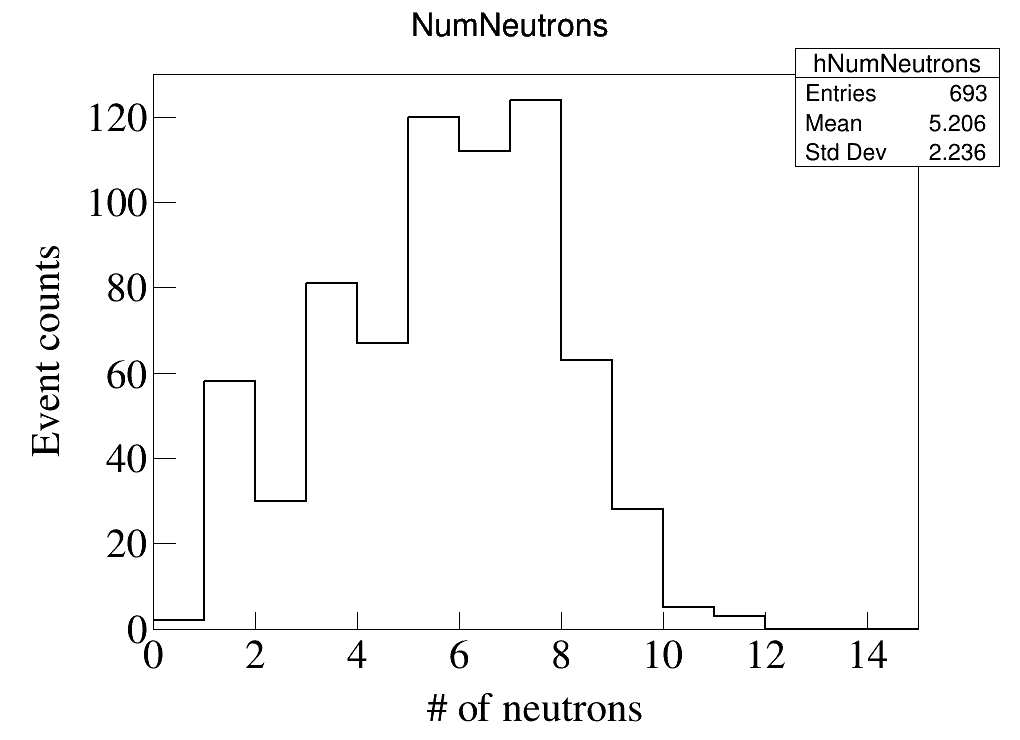 NumNeutrons
hNumNeutrons
Entries 693
Mean 5.206
Std Dev 2.236
120
100
80
60
40
20
0
Event counts
0 2 4 6 8 10 12 14
# of neutrons